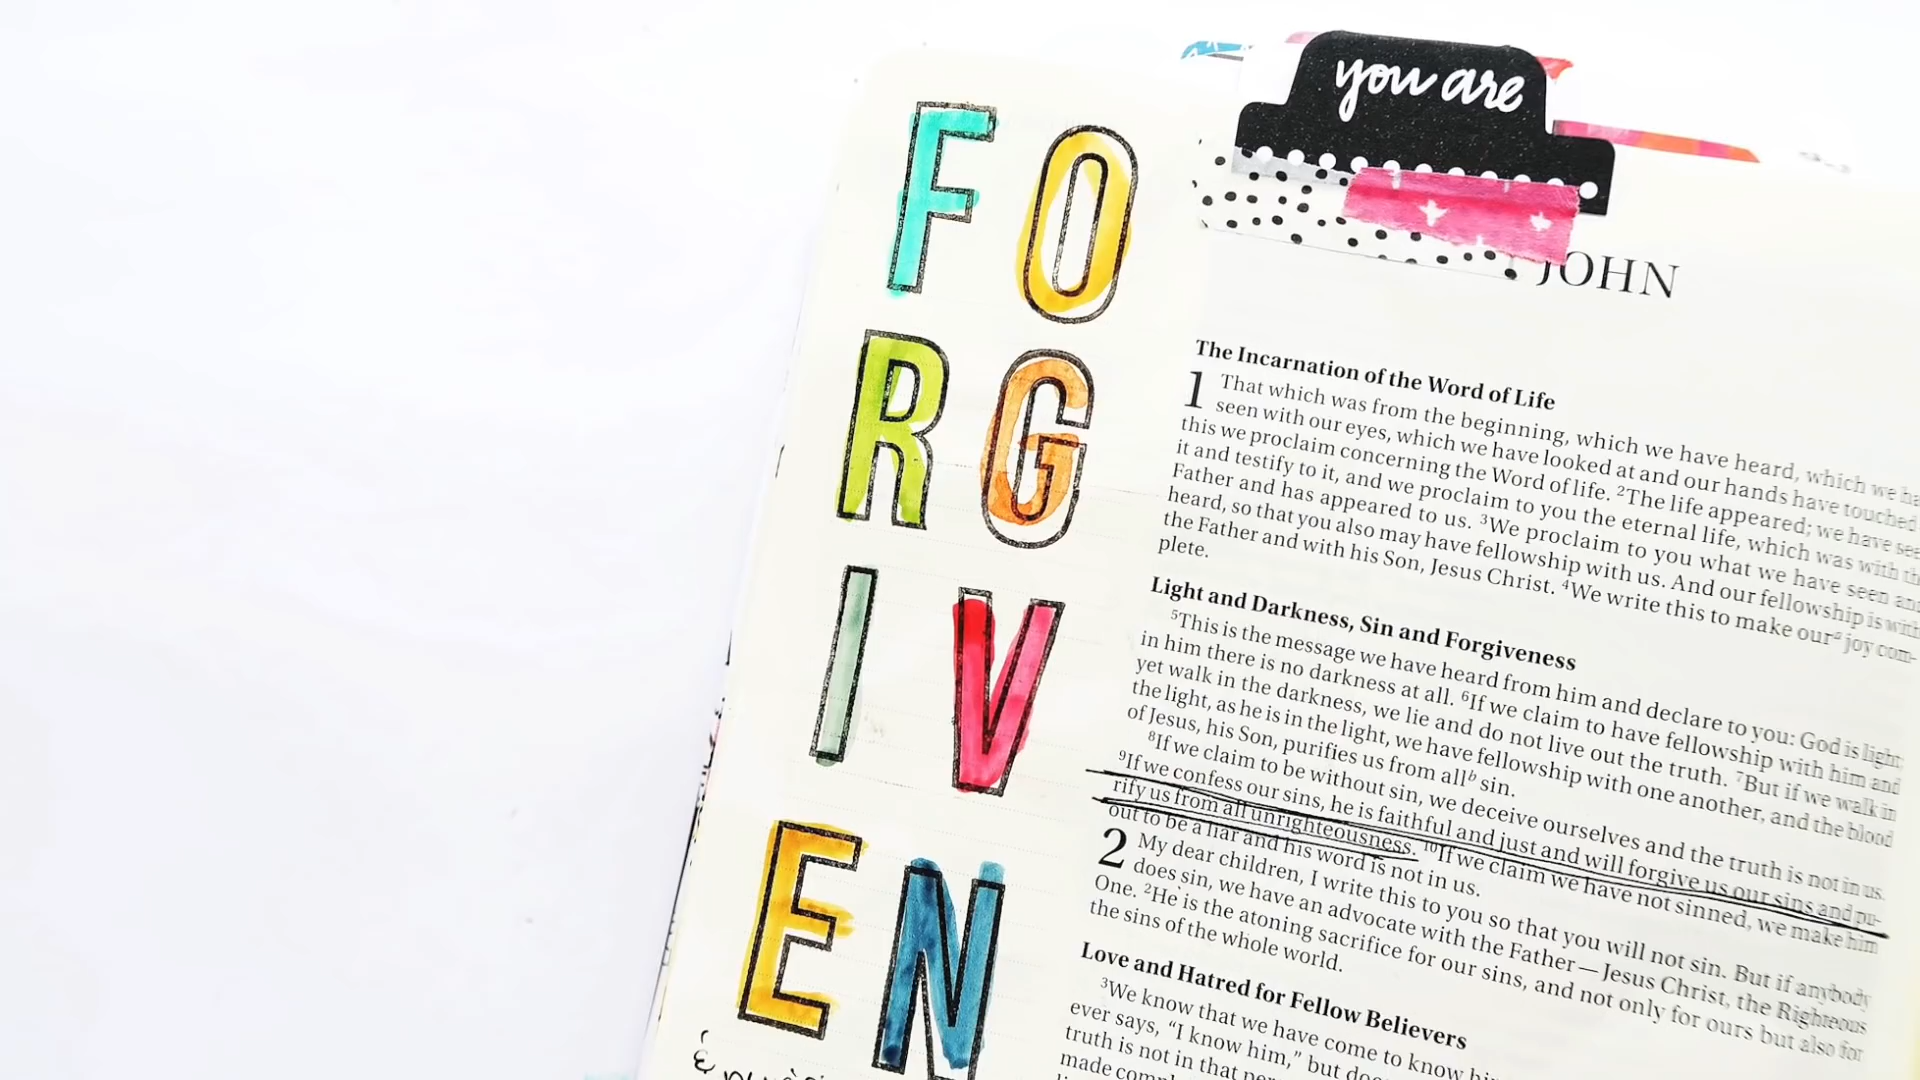 you are
FO
RG
IV
EN
&
JOHN
The Incarnation of the Word of Life
1 That which was from the beginning, which we have heard, which we ha
seen with our eyes, which we have looked at and our hands have touched
this we proclaim concerning the Word of life. 2The life appeared; we have see
it and testify to it, and we proclaim to you the eternal life, which was with th
Father and has appeared to us. 3We proclaim to you what we have seen and
heard, so that you also may have fellowship with us. And our fellowship is with
the Father and with his Son, Jesus Christ. 4We write this to make our a joy com-
plete.
Light and Darkness, Sin and Forgiveness
5This is the message we have heard from him and declare to you: God is light;
in him there is no darkness at all. 6If we claim to have fellowship with him and
yet walk in the darkness, we lie and do not live out the truth. 7But if we walk in
the light, as he is in the light, we have fellowship with one another, and the blood
of Jesus, his Son, purifies us from all b sin.
8If we claim to be without sin, we deceive ourselves and the truth is not in us.
9If we confess our sins, he is faithful and just and will forgive us our sins and pu-
rify us from all unrighteousness. 10If we claim we have not sinned, we make him
out to be a liar and his word is not in us.
2 My dear children, I write this to you so that you will not sin. But if anybody
does sin, we have an advocate with the Father—Jesus Christ, the Righteous
One. 2He is the atoning sacrifice for our sins, and not only for ours but also for
the sins of the whole world.
Love and Hatred for Fellow Believers
3We know that we have come to know hi
ever says, “I know him,” but doe
truth is not in that per
made compl